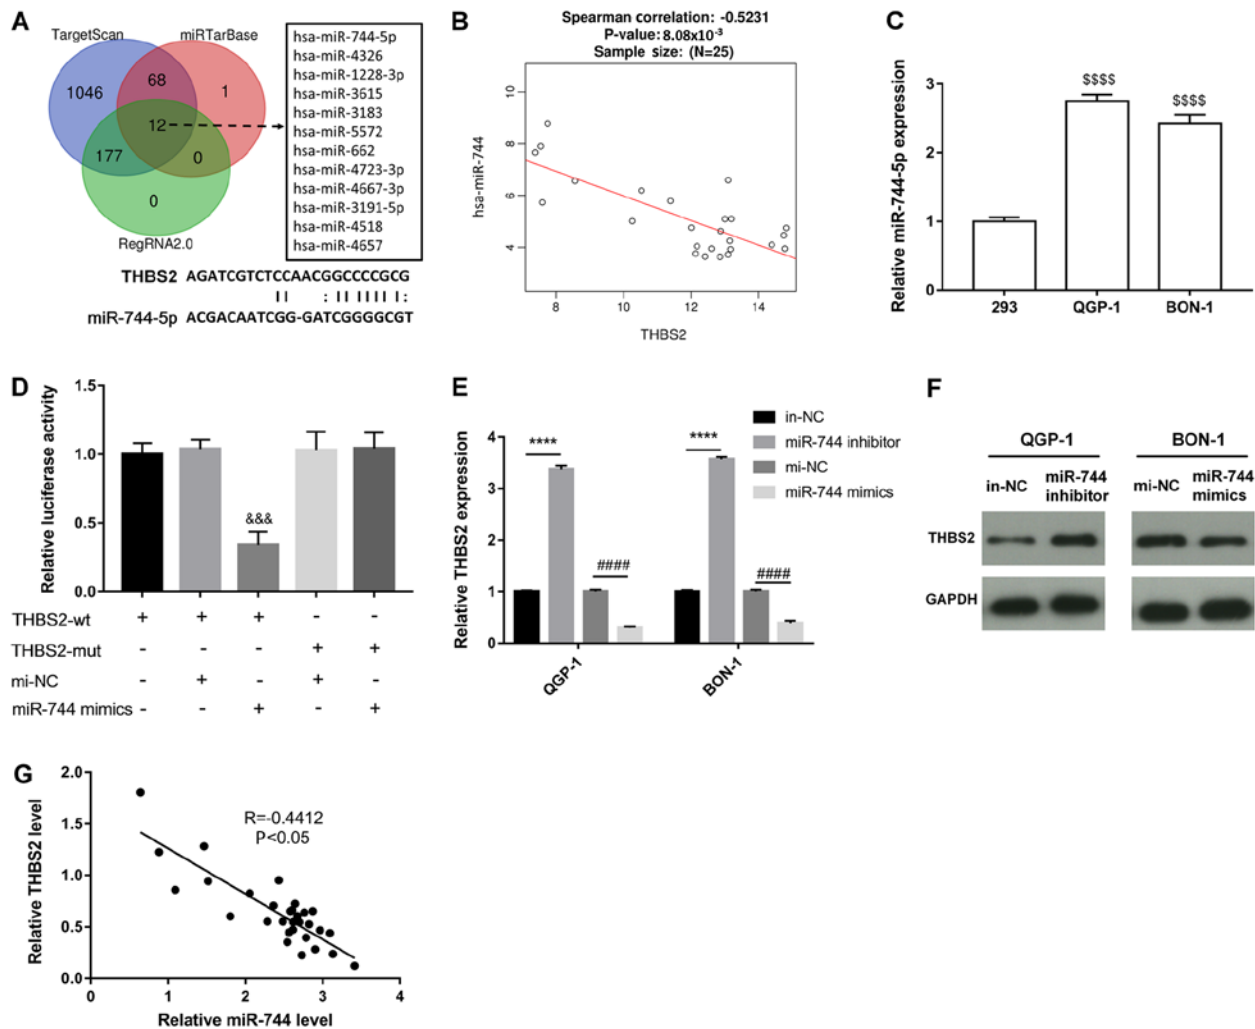 A
TargetScan
miRTarBase
1046
68
1
12
177
0
0
RegRNA2.0
hsa-miR-744-5p
hsa-miR-4326
hsa-miR-1228-3p
hsa-miR-3615
hsa-miR-3183
hsa-miR-5572
hsa-miR-662
hsa-miR-4723-3p
hsa-miR-4667-3p
hsa-miR-3191-5p
hsa-miR-4518
hsa-miR-4657
THBS2 AGATCGTCTCCAACGGCCCCGCG
miR-744-5p ACGACAATCGG-GATCGGGGCGT
B
Spearman correlation: -0.5231
P-value: 8.08x10-3
Sample size: (N=25)
hsa-miR-744
10
8
6
4
8
10
12
14
THBS2
C
Relative miR-744-5p expression
3
2
1
0
$$$$
$$$$
293
QGP-1
BON-1
D
Relative luciferase activity
1.5
1.0
0.5
0.0
&&&
THBS2-wt + + + - -
THBS2-mut - - - + +
mi-NC - + - + -
miR-744 mimics - - + - +
E
Relative THBS2 expression
4
3
2
1
0
****
####
****
####
in-NC
miR-744 inhibitor
mi-NC
miR-744 mimics
QGP-1
BON-1
F
QGP-1
BON-1
in-NC
miR-744
inhibitor
mi-NC
miR-744
mimics
THBS2
GAPDH
G
Relative THBS2 level
2.0
1.5
1.0
0.5
0.0
R=-0.4412
P<0.05
0
1
2
3
4
Relative miR-744 level